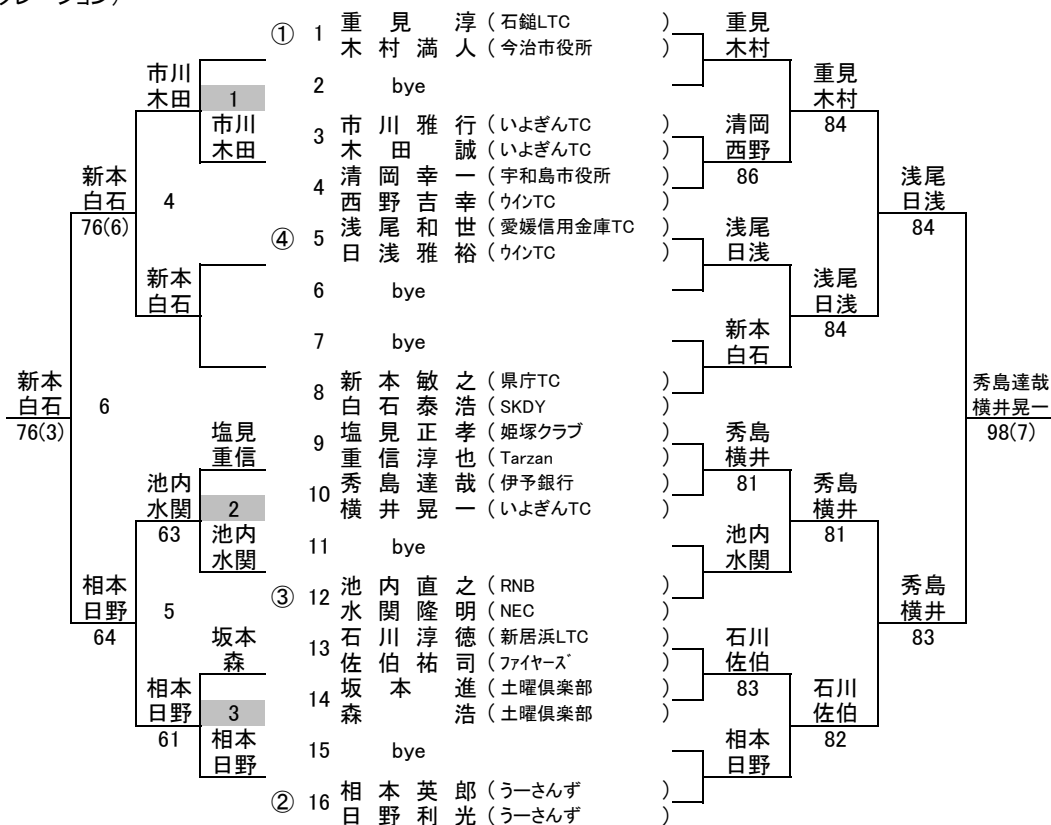 ソレーション)
① 1 重見 淳 ( 石鎚LTC )
木村満人 ( 今治市役所 )
2 bye
3 市川雅行 ( いよぎんTC )
木田 誠 ( いよぎんTC )
4 清岡幸一 ( 宇和島市役所 )
西野吉幸 ( ウインTC )
④ 5 浅尾和世 ( 愛媛信用金庫TC )
日浅雅裕 ( ウインTC )
6 bye
7 bye
8 新本敏之 ( 県庁TC )
白石泰浩 ( SKDY )
9 塩見正孝 ( 姫塚クラブ )
重信淳也 ( Tarzan )
10 秀島達哉 ( 伊予銀行 )
横井晃一 ( いよぎんTC )
11 bye
③ 12 池内直之 ( RNB )
水関隆明 ( NEC )
13 石川淳徳 ( 新居浜LTC )
佐伯祐司 ( ファイヤーズ )
14 坂本 進 ( 土曜倶楽部 )
森 浩 ( 土曜倶楽部 )
15 bye
② 16 相本英郎 ( うーさんず )
日野利光 ( うーさんず )
市川
木田
1
市川
木田
新本
白石
76(6)
4
新本
白石
新本
白石
76(3)
6
塩見
重信
池内
水関
63
2
池内
水関
相本
日野
64
5
坂本
森
相本
日野
61
3
相本
日野
重見
木村
清岡
西野
86
浅尾
日浅
新本
白石
秀島
横井
81
池内
水関
石川
佐伯
83
相本
日野
重見
木村
84
浅尾
日浅
84
秀島
横井
81
石川
佐伯
82
浅尾
日浅
84
秀島
横井
83
秀島達哉
横井晃一
98(7)